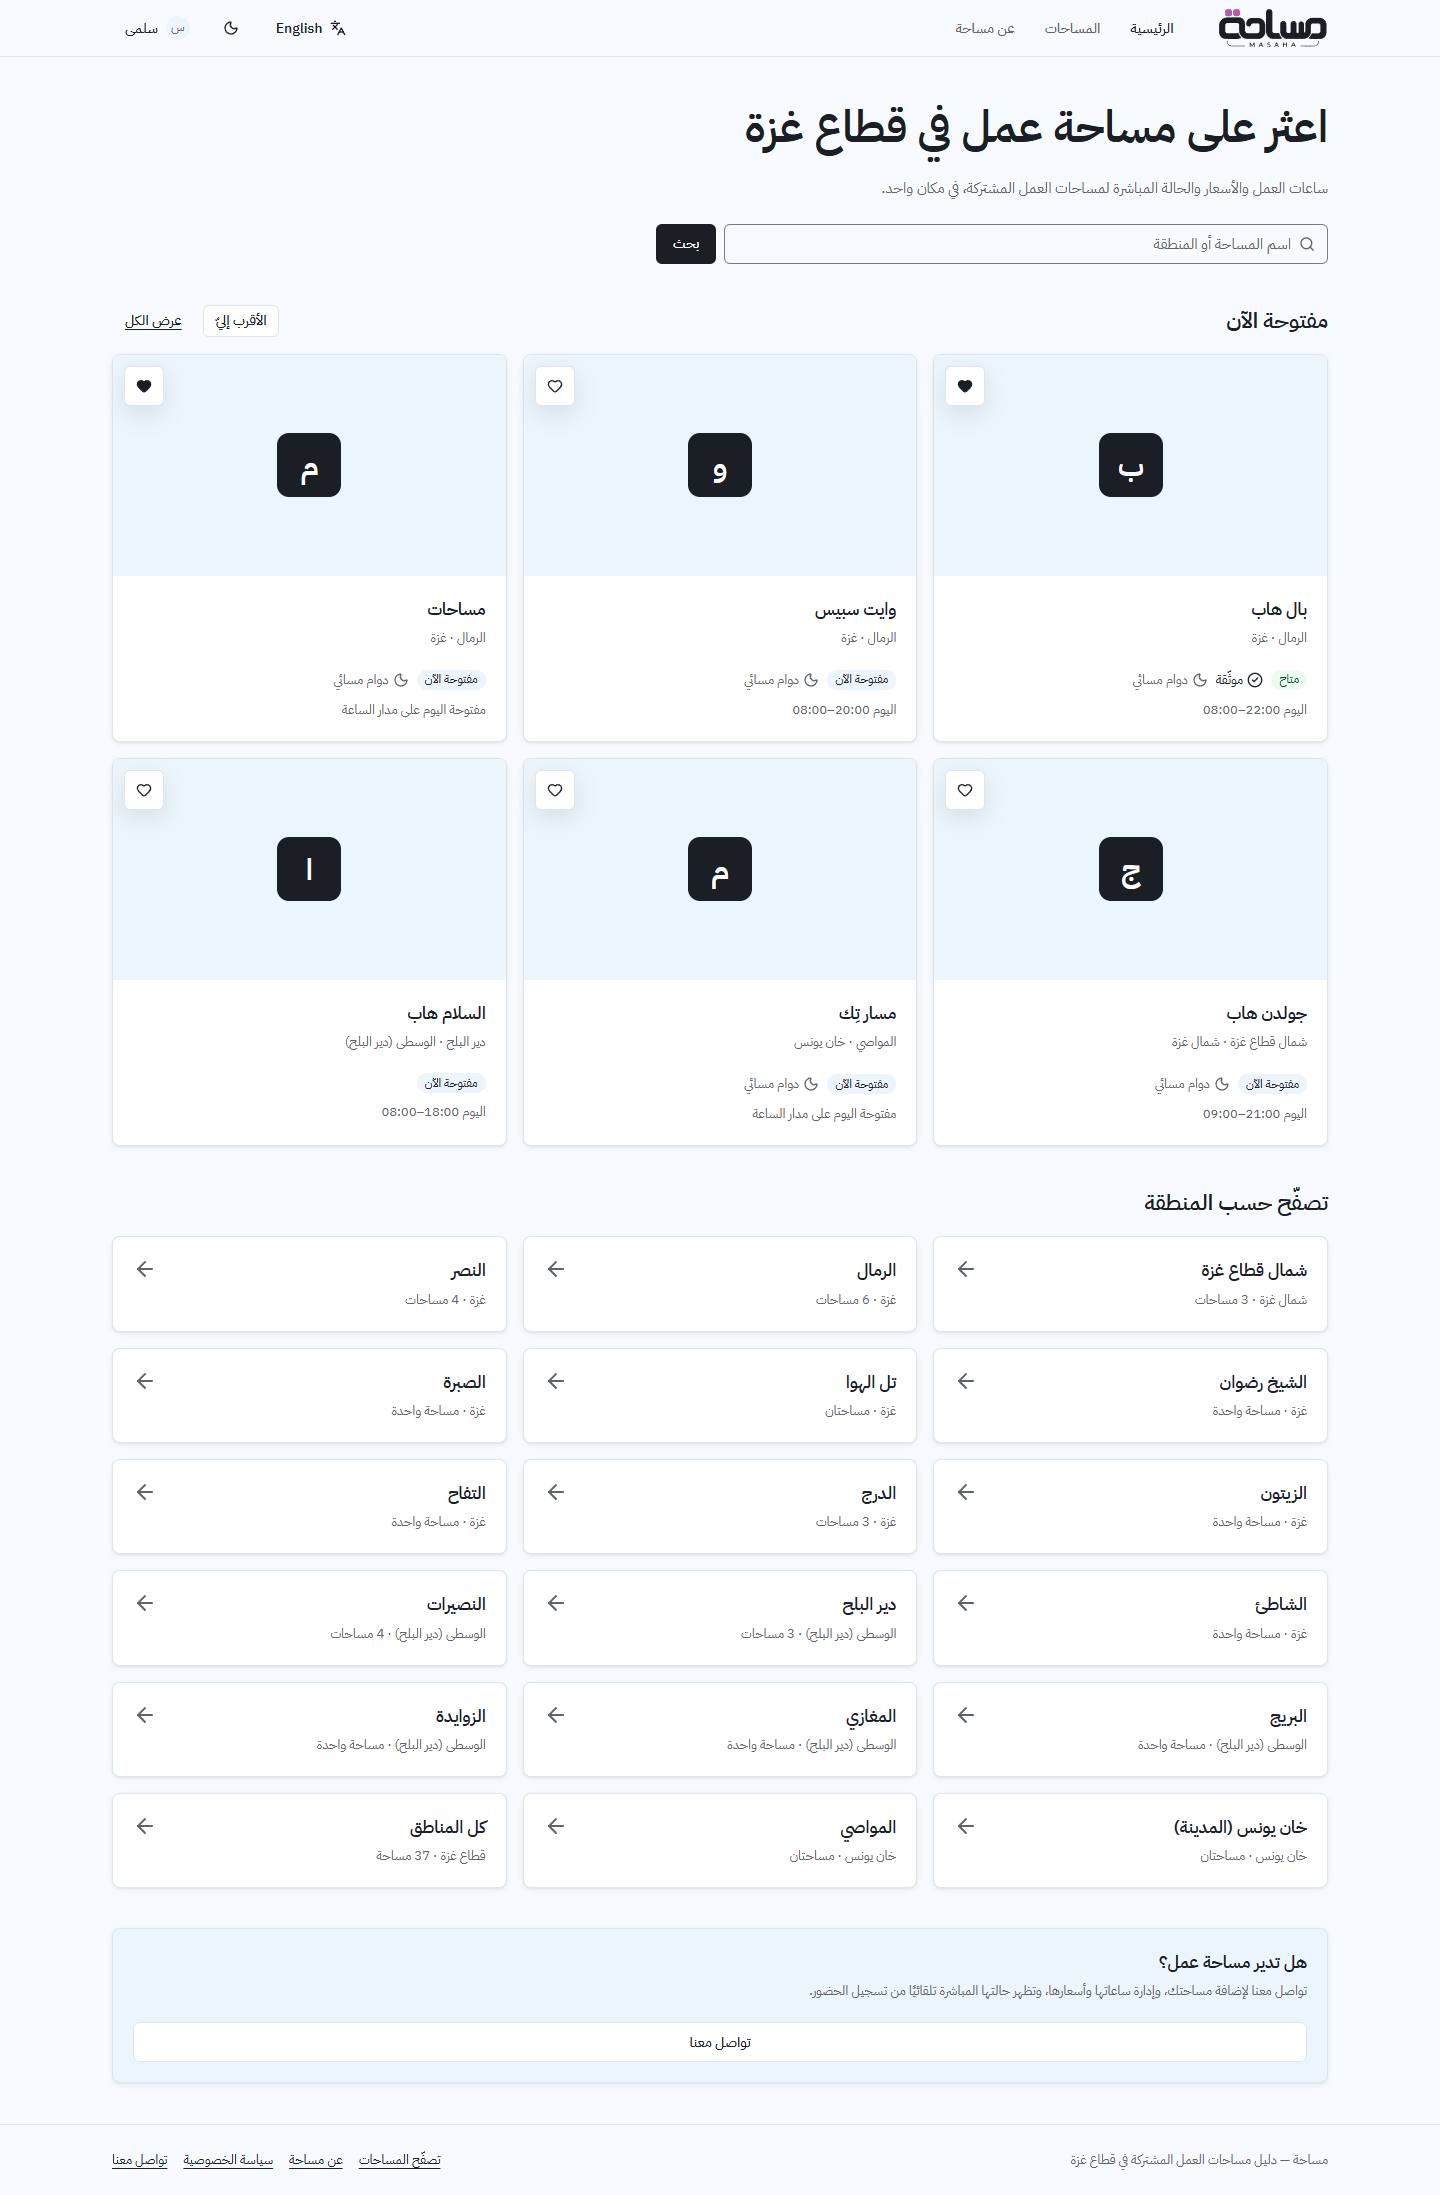 مساحة
MASAHA
الرئيسية
المساحات
عن مساحة
English
س
سلمى
اعثر على مساحة عمل في قطاع غزة
ساعات العمل والأسعار والحالة المباشرة لمساحات العمل المشتركة، في مكان واحد.
اسم المساحة أو المنطقة
بحث
مفتوحة الآن
الأقرب إليّ
عرض الكل
ب
بال هاب
الرمال · غزة
متاح موثّقة دوام مسائي
اليوم 08:00–22:00
و
وايت سبيس
الرمال · غزة
مفتوحة الآن دوام مسائي
اليوم 08:00–20:00
م
مساحات
الرمال · غزة
مفتوحة الآن دوام مسائي
مفتوحة اليوم على مدار الساعة
ج
جولدن هاب
شمال قطاع غزة · شمال غزة
مفتوحة الآن دوام مسائي
اليوم 09:00–21:00
م
مسار تِك
المواصي · خان يونس
مفتوحة الآن دوام مسائي
مفتوحة اليوم على مدار الساعة
ا
السلام هاب
دير البلح · الوسطى (دير البلح)
مفتوحة الآن
اليوم 08:00–18:00
تصفّح حسب المنطقة
شمال قطاع غزة
شمال غزة · 3 مساحات
الرمال
غزة · 6 مساحات
النصر
غزة · 4 مساحات
الشيخ رضوان
غزة · مساحة واحدة
تل الهوا
غزة · مساحتان
الصبرة
غزة · مساحة واحدة
الزيتون
غزة · مساحة واحدة
الدرج
غزة · 3 مساحات
التفاح
غزة · مساحة واحدة
الشاطئ
غزة · مساحة واحدة
دير البلح
الوسطى (دير البلح) · 3 مساحات
النصيرات
الوسطى (دير البلح) · 4 مساحات
البريج
الوسطى (دير البلح) · مساحة واحدة
المغازي
الوسطى (دير البلح) · مساحة واحدة
الزوايدة
الوسطى (دير البلح) · مساحة واحدة
خان يونس (المدينة)
خان يونس · مساحتان
المواصي
خان يونس · مساحتان
كل المناطق
قطاع غزة · 37 مساحة
هل تدير مساحة عمل؟
تواصل معنا لإضافة مساحتك، وإدارة ساعاتها وأسعارها، وتظهر حالتها المباشرة تلقائيًا من تسجيل الحضور.
تواصل معنا
مساحة — دليل مساحات العمل المشتركة في قطاع غزة
تصفّح المساحات
عن مساحة
سياسة الخصوصية
تواصل معنا